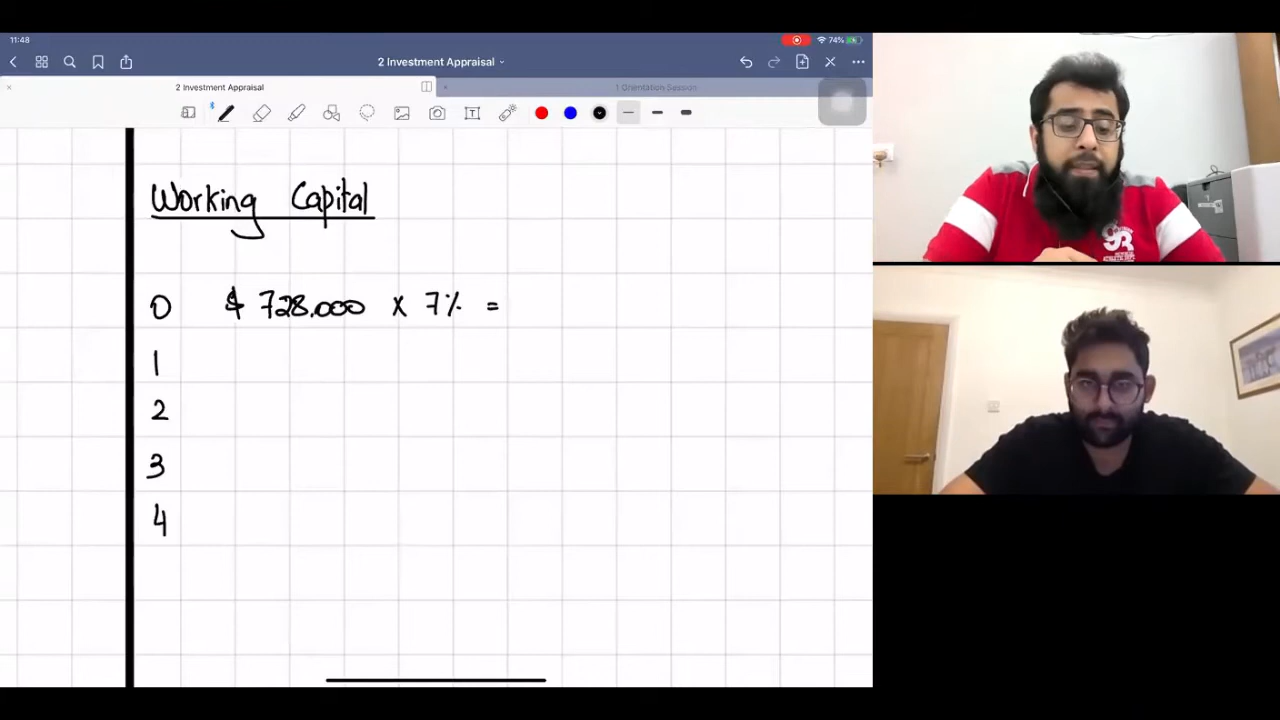 11:48
74%
2 Investment Appraisal
2 Investment Appraisal
1 Orientation Session
T
Working Capital
0 $ 728.000 x 7% =
1
2
3
4
93